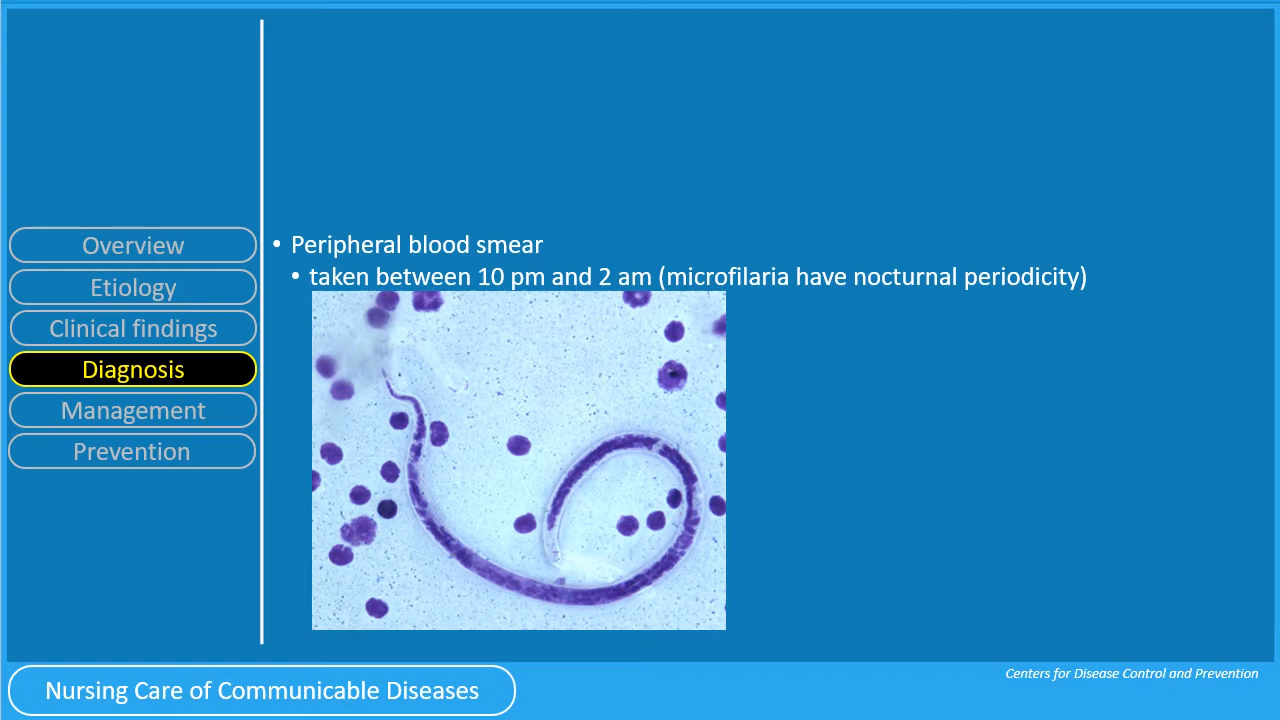 Overview
Etiology
Clinical findings
Diagnosis
Management
Prevention
• Peripheral blood smear
• taken between 10 pm and 2 am (microfilaria have nocturnal periodicity)
Nursing Care of Communicable Diseases
Centers for Disease Control and Prevention